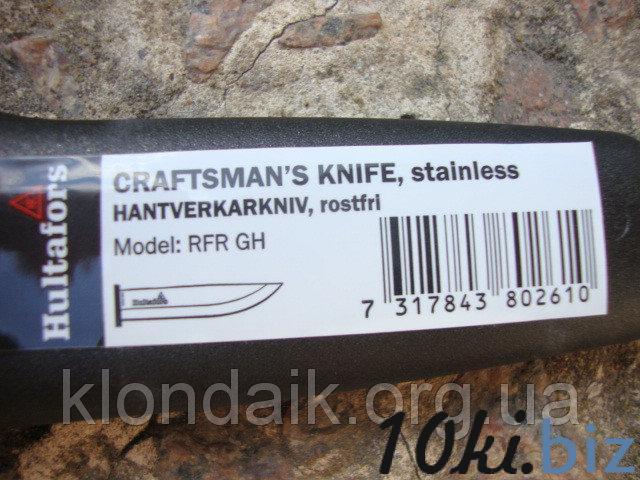 Hultafors
CRAFTSMAN'S KNIFE, stainless
HANTVERKARKNIV, rostfri
Model: RFR GH
Hultafors
7 317843 802610
klondaik.org.ua
10ki.biz